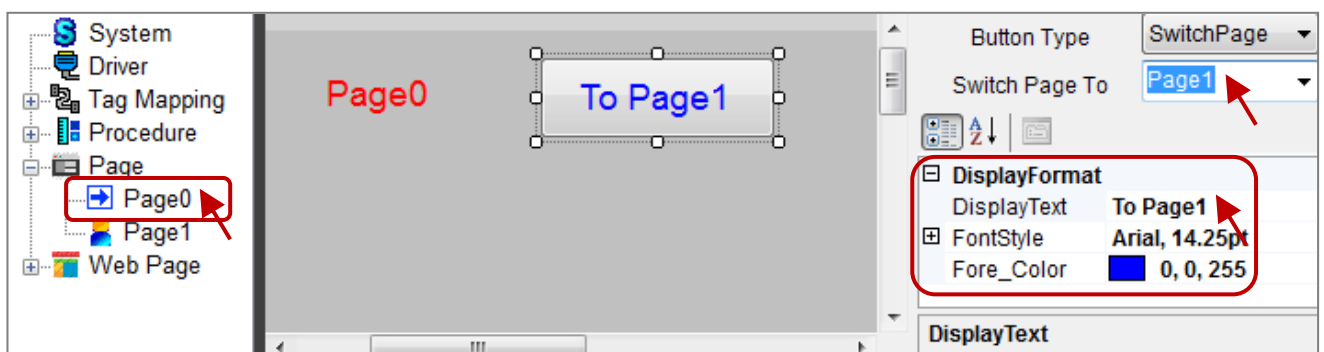 System
Driver
Tag Mapping
Procedure
Page
Page0
Page1
Web Page
Page0
To Page1
Button Type SwitchPage
Switch Page To Page1
DisplayFormat
DisplayText To Page1
FontStyle Arial, 14.25pt
Fore_Color 0, 0, 255
DisplayText